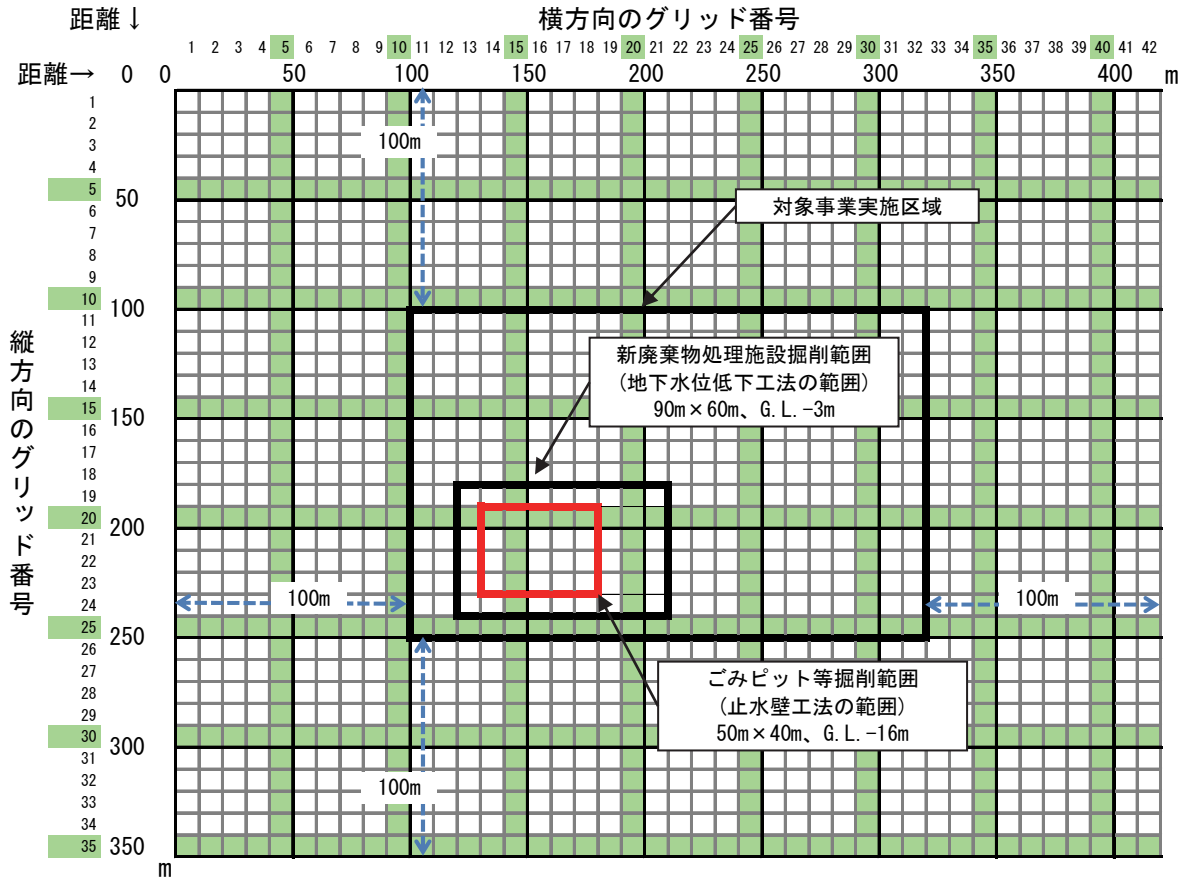 距離↓
横方向のグリッド番号
1 2 3 4 5 6 7 8 9 10 11 12 13 14 15 16 17 18 19 20 21 22 23 24 25 26 27 28 29 30 31 32 33 34 35 36 37 38 39 40 41 42
距離→ 0 0 50 100 150 200 250 300 350 400 m
1
2
3
4
5
50
6
7
8
9
10
100
11
12
13
14
15
150
16
17
18
19
20
200
21
22
23
24
25
250
26
27
28
29
30
300
31
32
33
34
35
350
m
縦方向のグリッド番号
100m
対象事業実施区域
新廃棄物処理施設掘削範囲
(地下水位低下工法の範囲)
90m×60m、G.L.-3m
100m
100m
ごみピット等掘削範囲
(止水壁工法の範囲)
50m×40m、G.L.-16m
100m